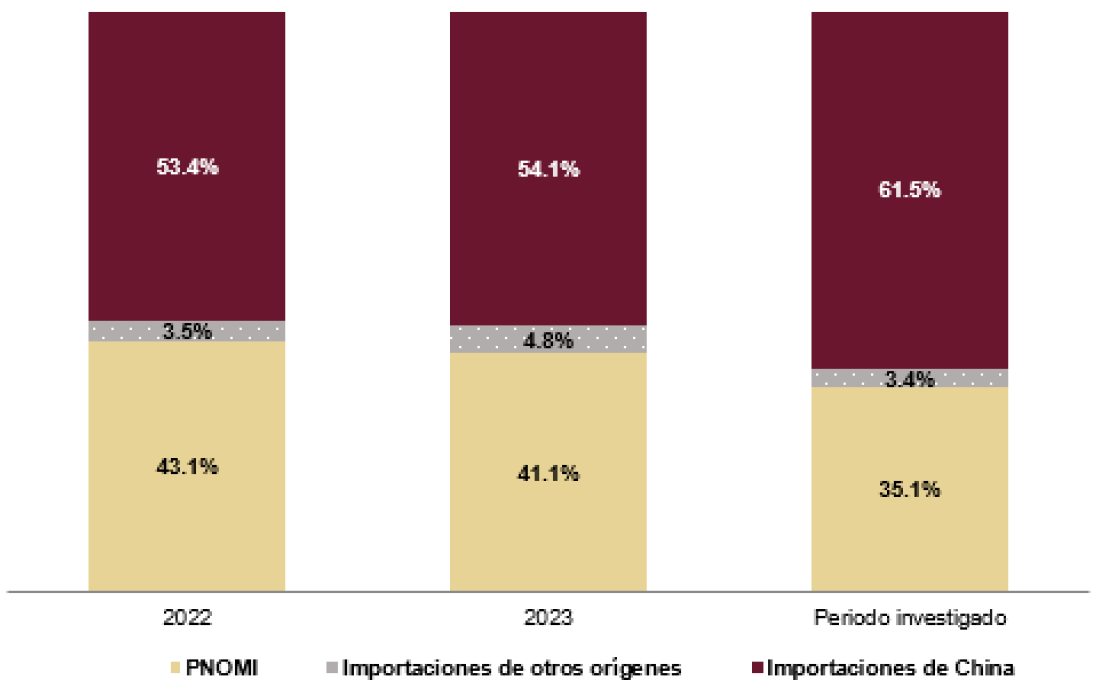 53.4% 54.1% 61.5%
3.5% 4.8% 3.4%
43.1% 41.1% 35.1%
2022 2023 Periodo investigado
PNOMI Importaciones de otros orígenes Importaciones de China